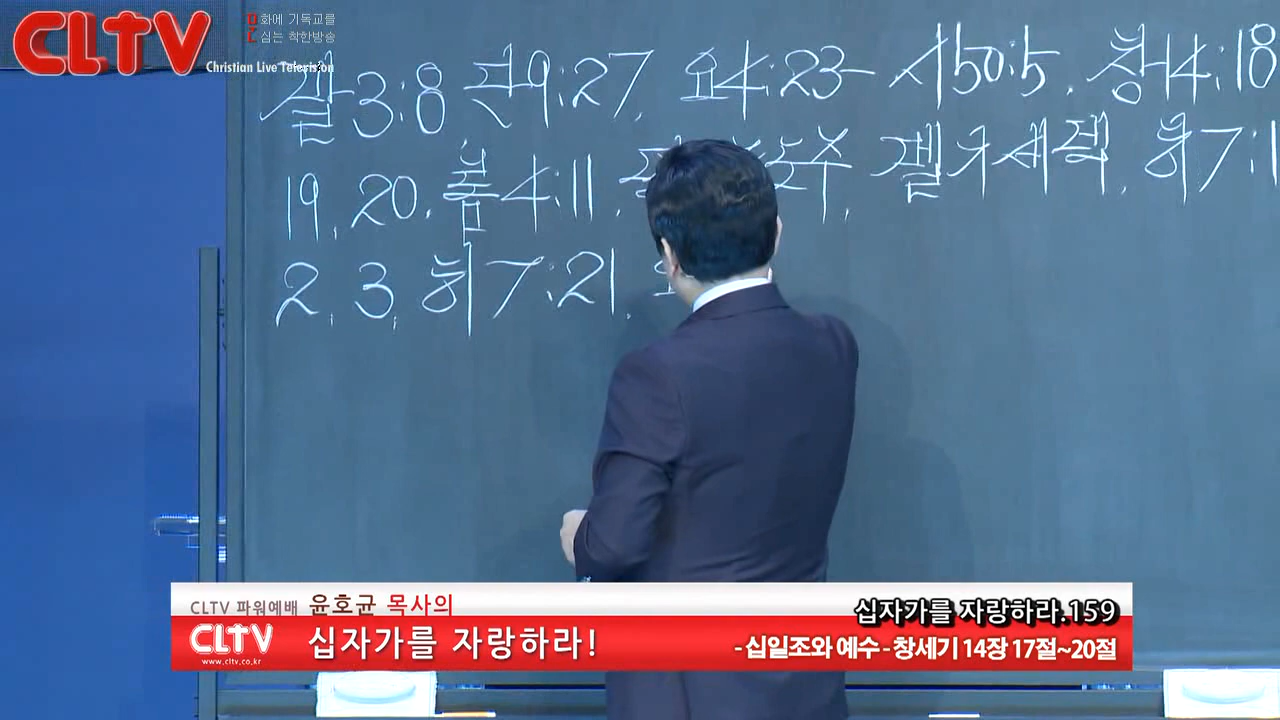 CLTV
문화에 기독교를
심는 착한방송
Christian Live Television
갈3:8 단9:27, 요4:23 시50:5, 창14:18
19, 20, 롬4:11, 멜기세덱, 히7:1
2, 3, 히7:21,
CLTV 파워예배 윤호균 목사의
십자가를 자랑하라.159
CLTV
www.cltv.co.kr
십자가를 자랑하라!
- 십일조와 예수 - 창세기 14장 17절~20절